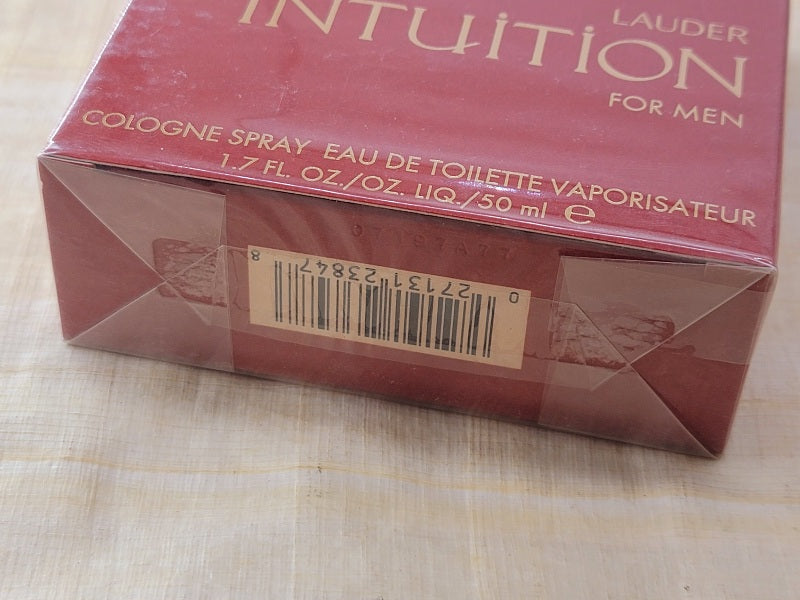 LAUDER
INTUITION
FOR MEN
COLOGNE SPRAY EAU DE TOILETTE VAPORISATEUR
1.7 FL. OZ./OZ. LIQ./50 ml ℮
0 27131 23847 8